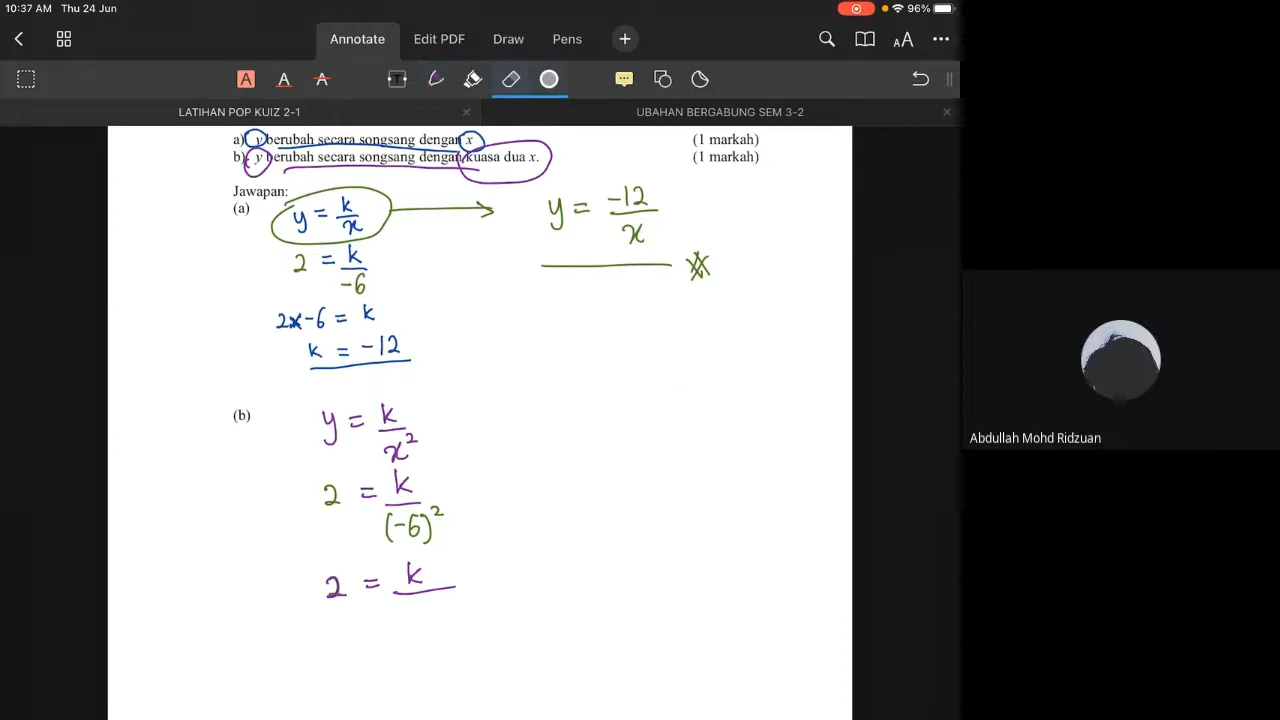 10:37 AM Thu 24 Jun
96%
Annotate Edit PDF Draw Pens
LATIHAN POP KUIZ 2-1
UBAHAN BERGABUNG SEM 3-2
a) y berubah secara songsang dengan x (1 markah)
b) y berubah secara songsang dengan kuasa dua x. (1 markah)
Jawapan:
(a)
y = k/x
2 = k/-6
2x-6 = k
k = -12
y = -12/x
(b)
y = k/x²
2 = k/(-6)²
2 = k
Abdullah Mohd Ridzuan